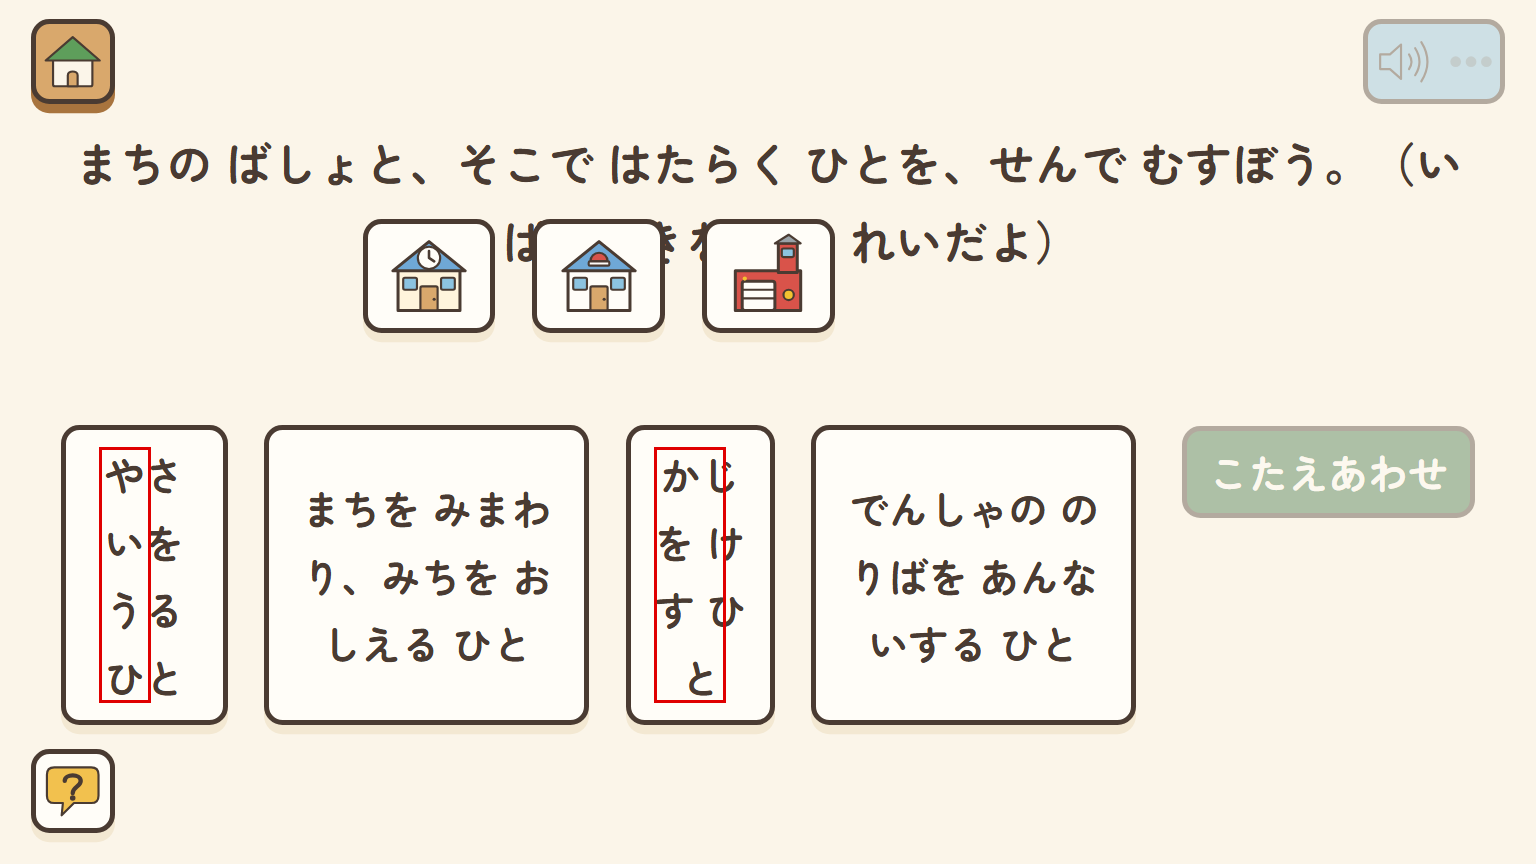 まちの ばしょと、そこで はたらく ひとを、せんで むすぼう。（い
ば
れいだよ）
やさ
いを
うる
ひと
まちを みまわ
り、みちを お
しえる ひと
かじ
を け
す ひ
と
でんしゃの の
りばを あんな
いする ひと
こたえあわせ
?